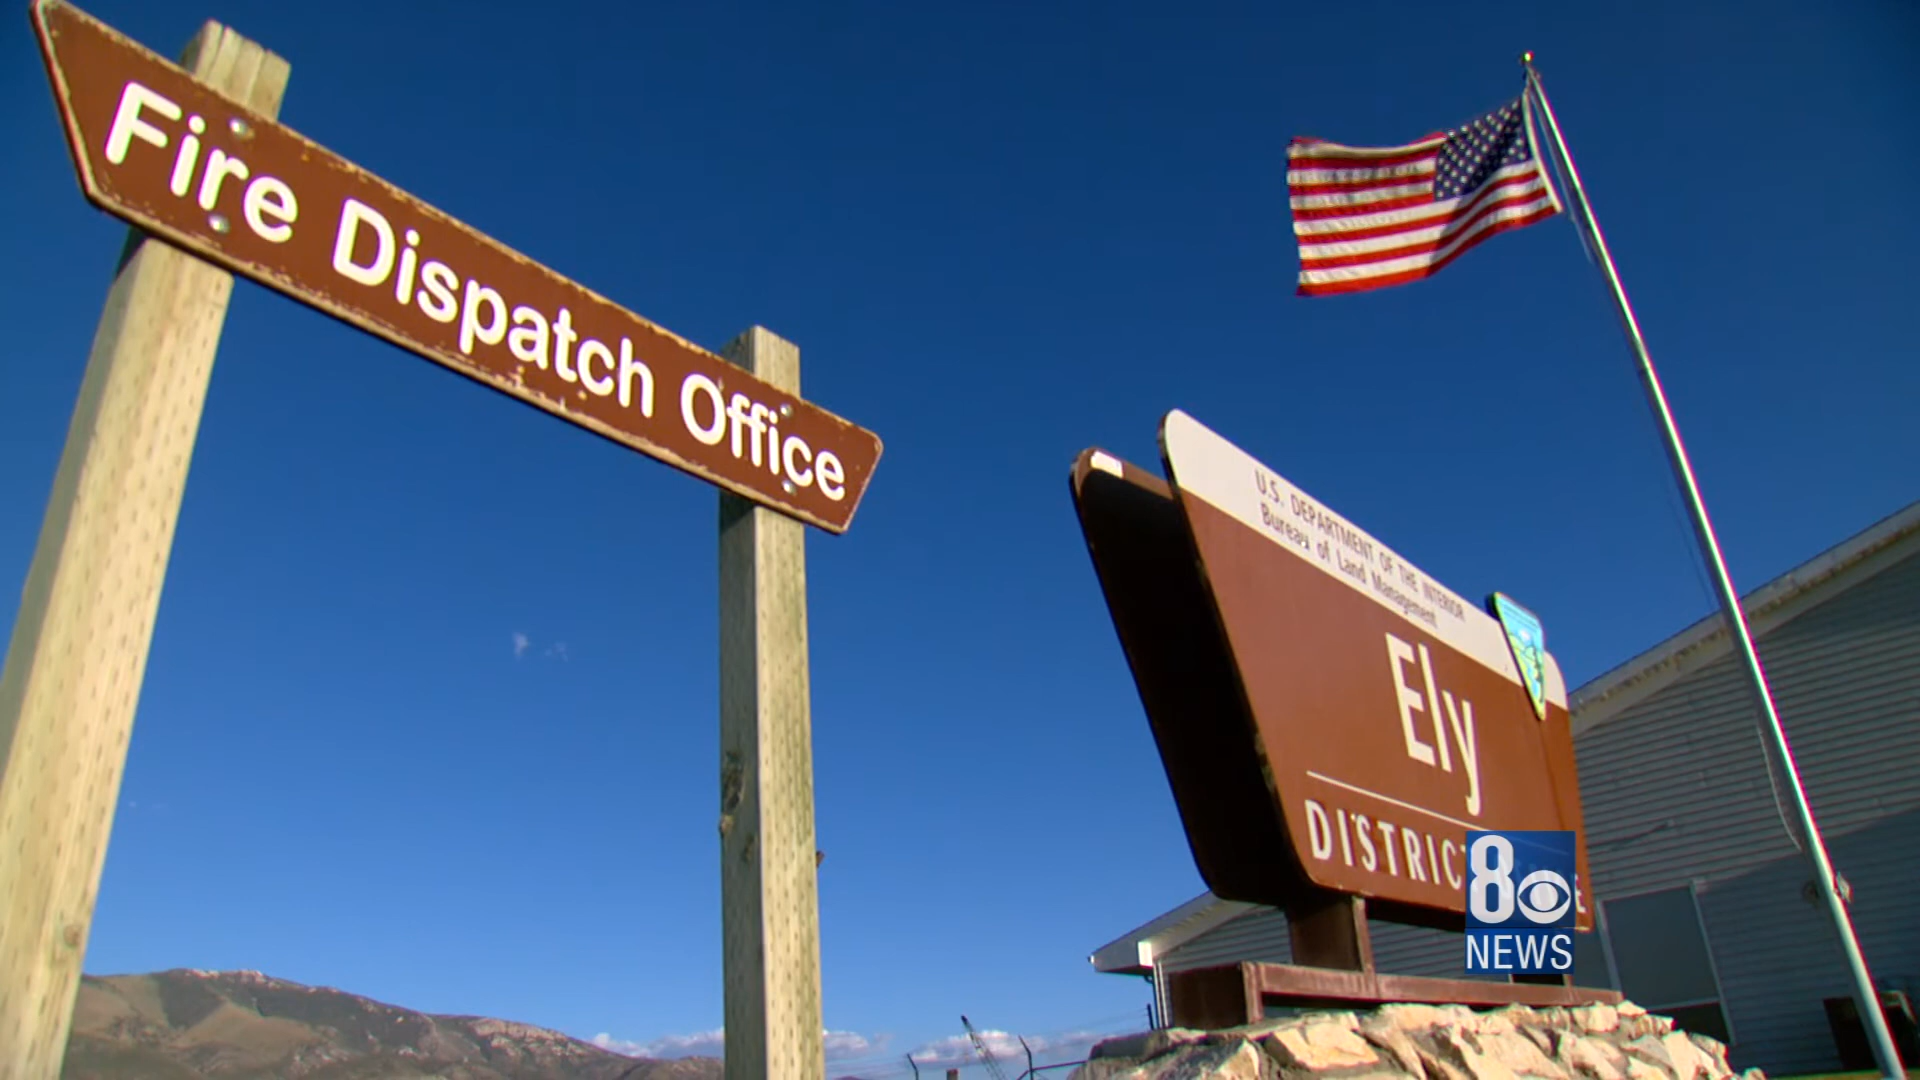 Fire Dispatch Office
U.S. DEPARTMENT OF THE INTERIOR
Bureau of Land Management
Ely
DISTRIC
E
8
NEWS